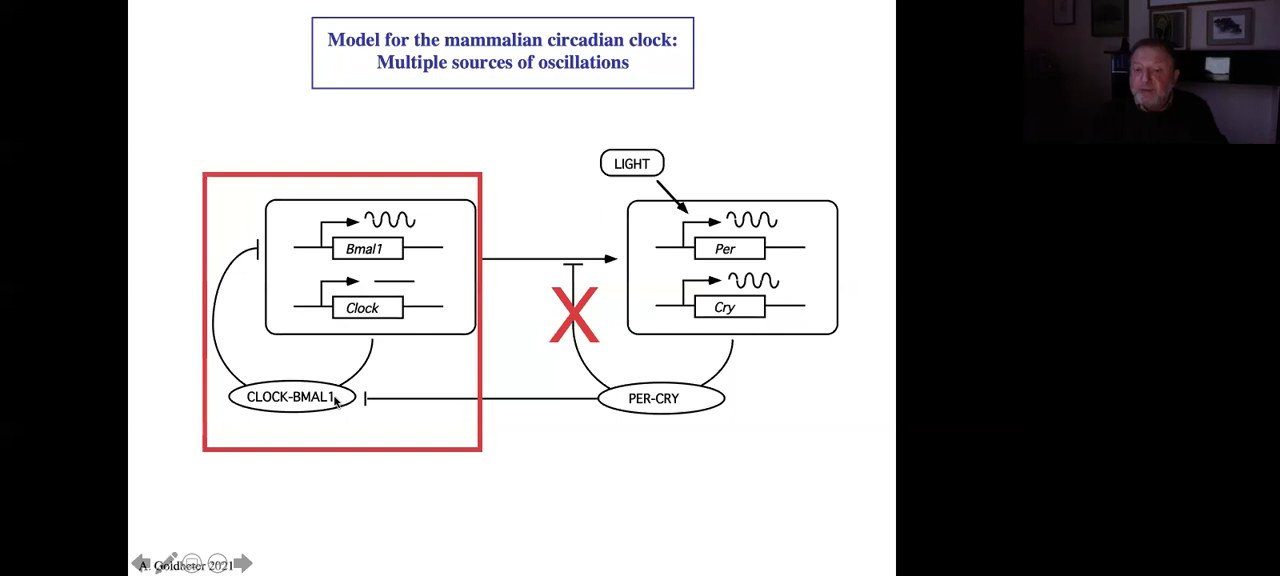 Model for the mammalian circadian clock:
Multiple sources of oscillations
LIGHT
Bmal1
Per
Clock
Cry
X
CLOCK-BMAL1
PER-CRY
A. Goldbeter 2021